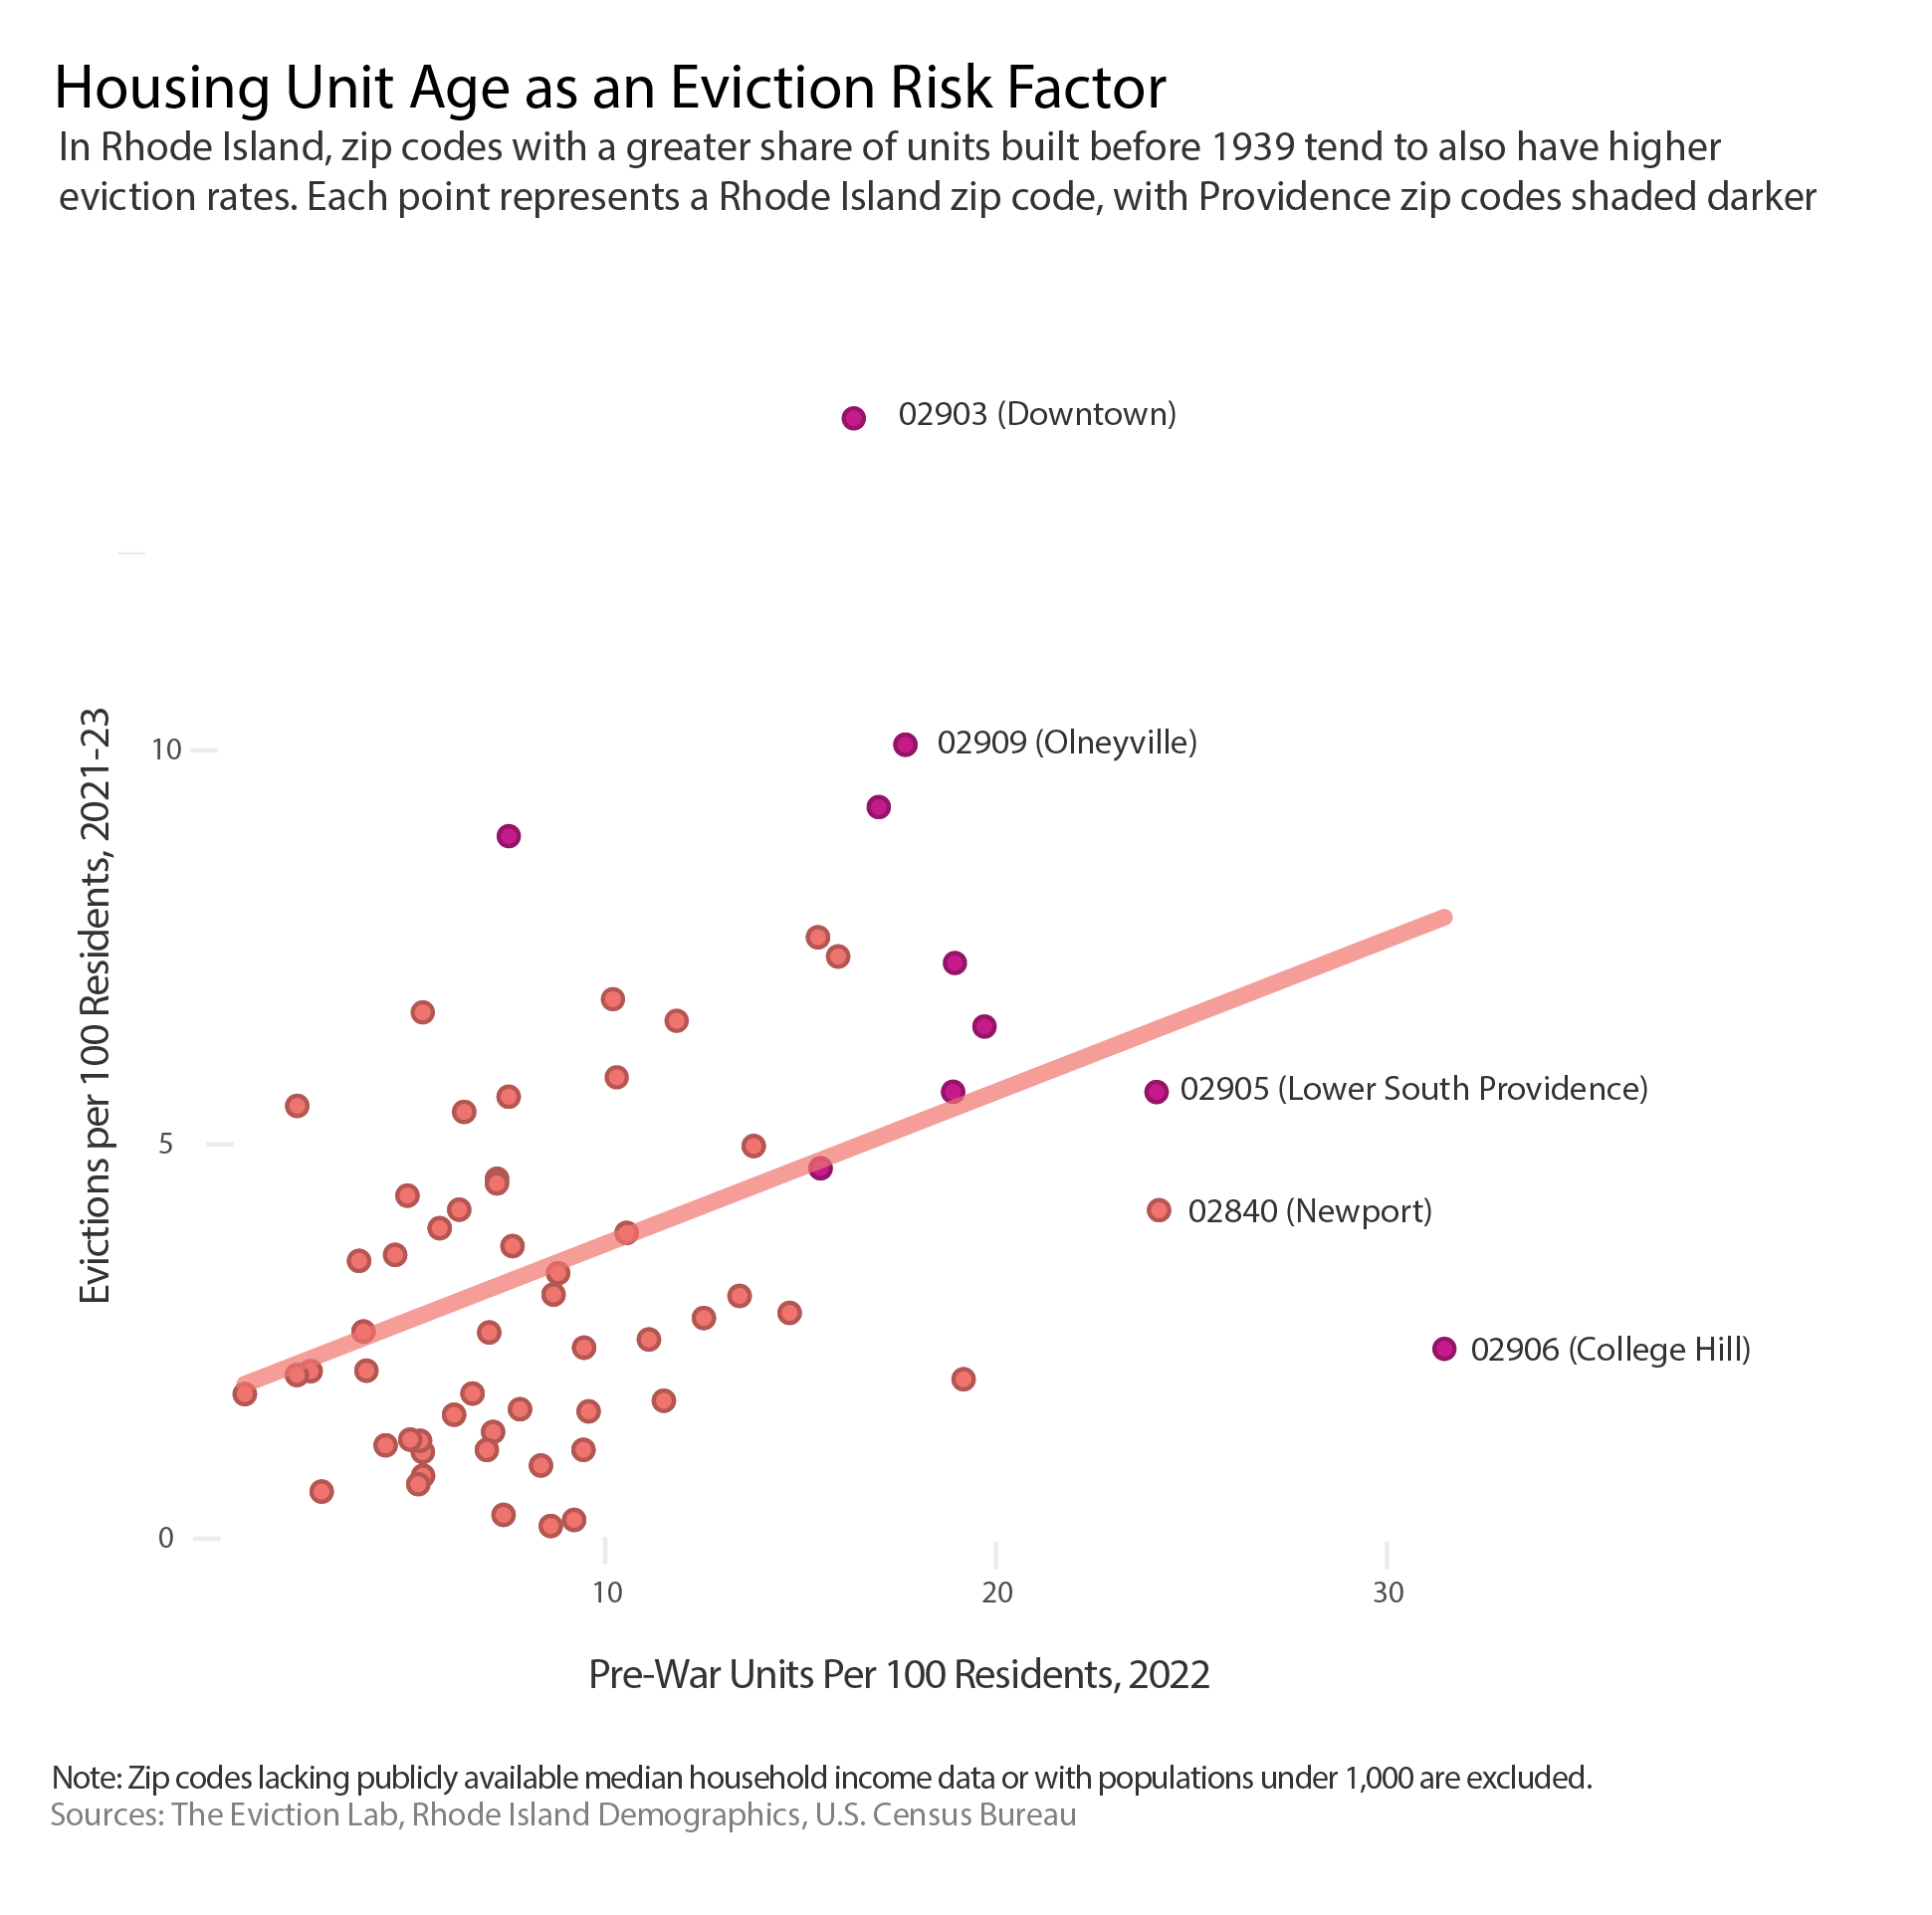 Housing Unit Age as an Eviction Risk Factor
In Rhode Island, zip codes with a greater share of units built before 1939 tend to also have higher
eviction rates. Each point represents a Rhode Island zip code, with Providence zip codes shaded darker
02903 (Downtown)
10
02909 (Olneyville)
Evictions per 100 Residents, 2021-23
02905 (Lower South Providence)
5
02840 (Newport)
02906 (College Hill)
0
10
20
30
Pre-War Units Per 100 Residents, 2022
Note: Zip codes lacking publicly available median household income data or with populations under 1,000 are excluded.
Sources: The Eviction Lab, Rhode Island Demographics, U.S. Census Bureau